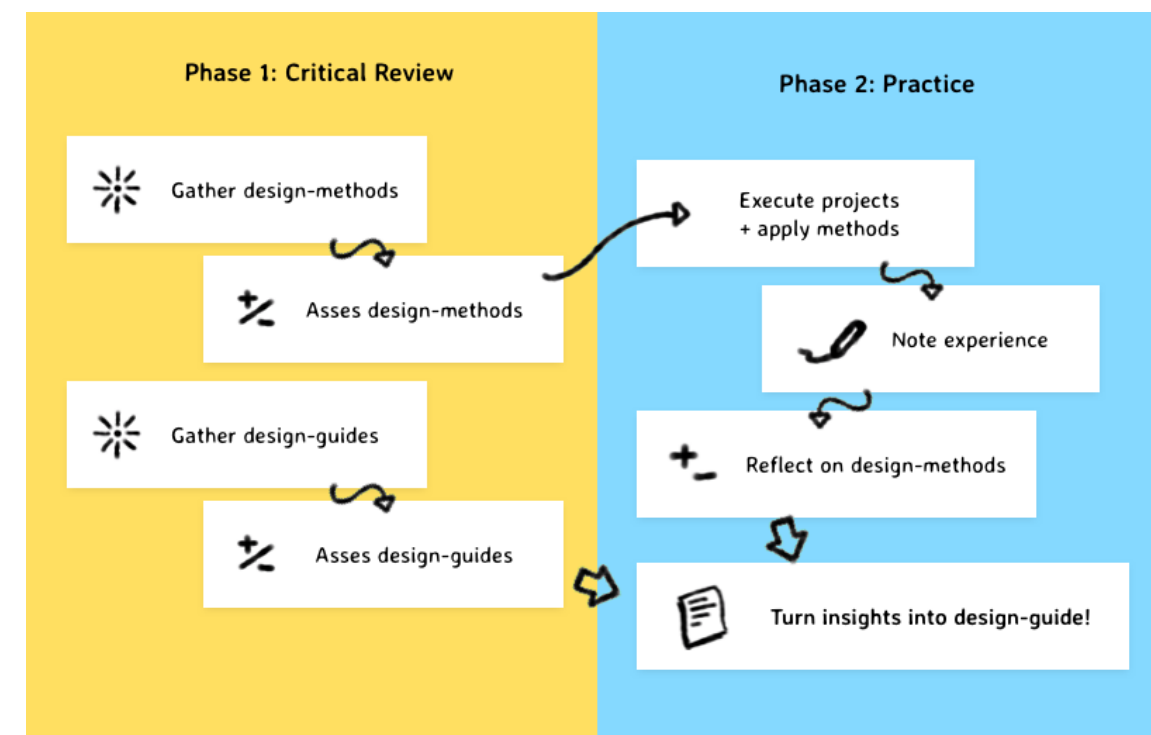 Phase 1: Critical Review
Gather design-methods
Asses design-methods
Gather design-guides
Asses design-guides
Phase 2: Practice
Execute projects
+ apply methods
Note experience
Reflect on design-methods
Turn insights into design-guide!